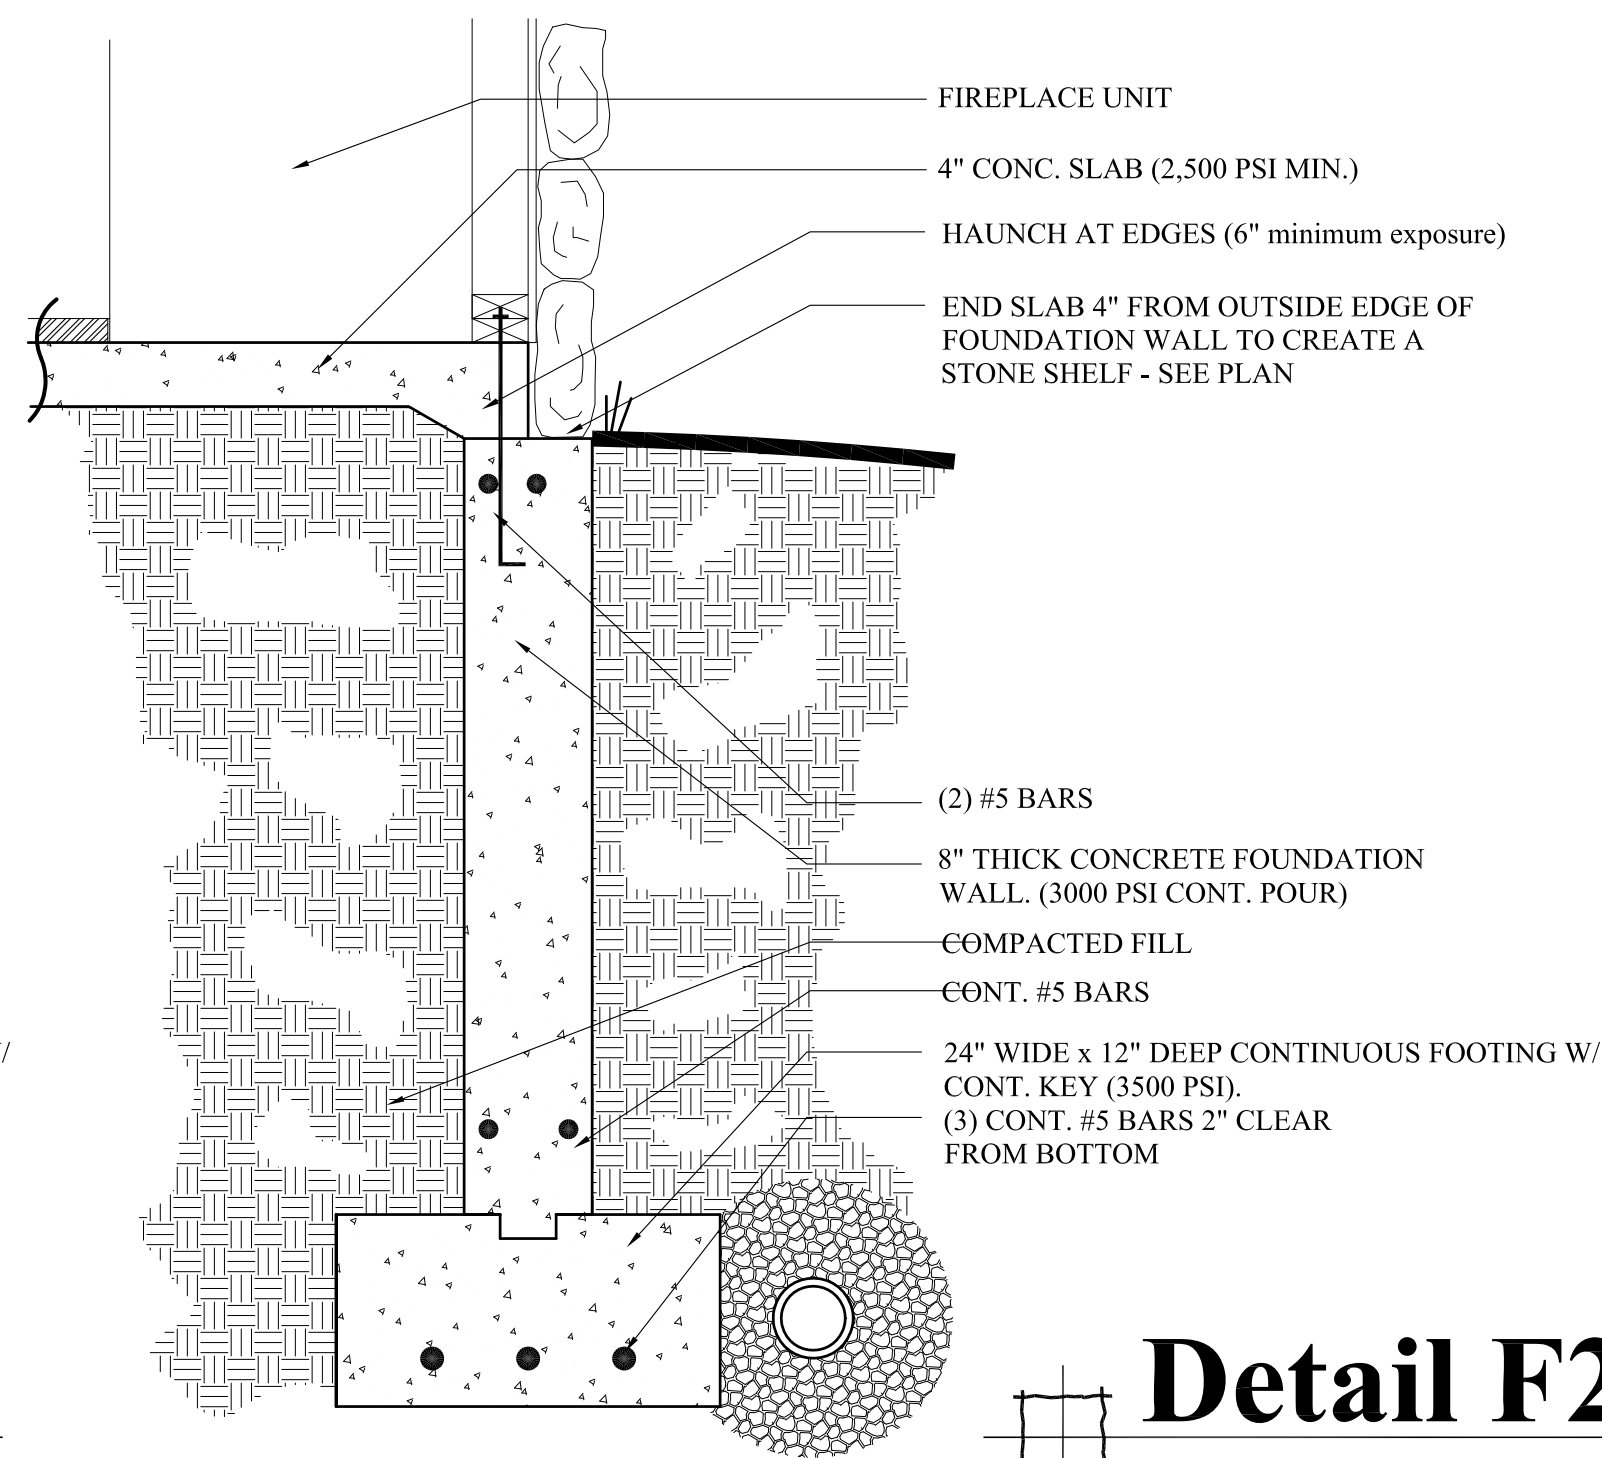 FIREPLACE UNIT
4" CONC. SLAB (2,500 PSI MIN.)
HAUNCH AT EDGES (6" minimum exposure)
END SLAB 4" FROM OUTSIDE EDGE OF
FOUNDATION WALL TO CREATE A
STONE SHELF - SEE PLAN
(2) #5 BARS
8" THICK CONCRETE FOUNDATION
WALL. (3000 PSI CONT. POUR)
COMPACTED FILL
CONT. #5 BARS
24" WIDE x 12" DEEP CONTINUOUS FOOTING W/
CONT. KEY (3500 PSI).
(3) CONT. #5 BARS 2" CLEAR
FROM BOTTOM
Detail F2